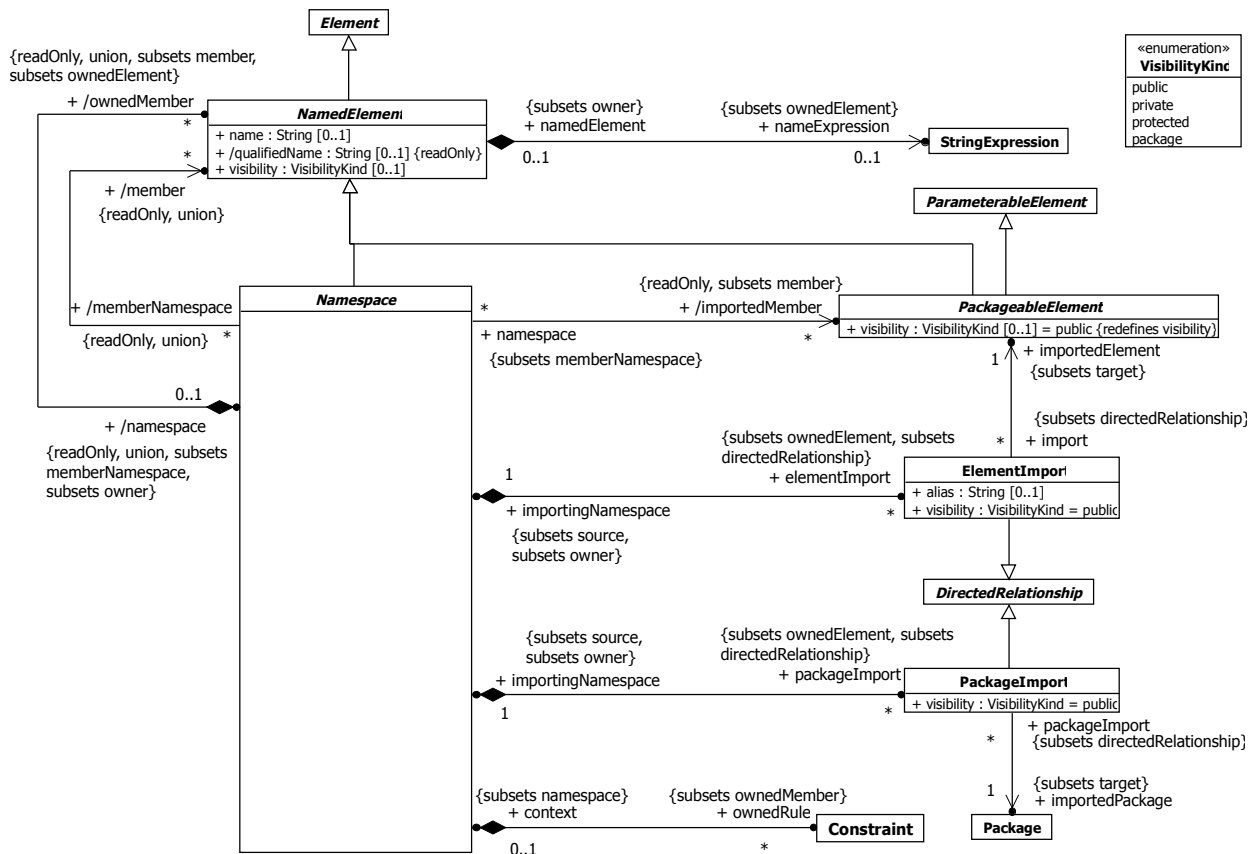 Element
{readOnly, union, subsets member,
subsets ownedElement}
+ /ownedMember
*
*
+ /member
{readOnly, union}
NamedElement
+ name : String [0..1]
+ /qualifiedName : String [0..1] {readOnly}
+ visibility : VisibilityKind [0..1]
{subsets owner}
+ namedElement
0..1
{subsets ownedElement}
+ nameExpression
0..1
StringExpression
«enumeration»
VisibilityKind
public
private
protected
package
ParameterableElement
+ /memberNamespace
{readOnly, union}
*
0..1
+ /namespace
{readOnly, union, subsets
memberNamespace,
subsets owner}
Namespace
*
+ namespace
{subsets memberNamespace}
{readOnly, subsets member}
+ /importedMember
*
PackageableElement
+ visibility : VisibilityKind [0..1] = public {redefines visibility}
1
+ importedElement
{subsets target}
{subsets directedRelationship}
*
+ import
{subsets ownedElement, subsets
directedRelationship}
+ elementImport
*
1
+ importingNamespace
{subsets source,
subsets owner}
ElementImport
+ alias : String [0..1]
+ visibility : VisibilityKind = public
DirectedRelationship
{subsets source,
subsets owner}
+ importingNamespace
1
{subsets ownedElement, subsets
directedRelationship}
+ packageImport
*
PackageImport
+ visibility : VisibilityKind = public
+ packageImport
*
{subsets directedRelationship}
{subsets target}
1
+ importedPackage
Package
{subsets namespace}
+ context
0..1
{subsets ownedMember}
+ ownedRule
*
Constraint